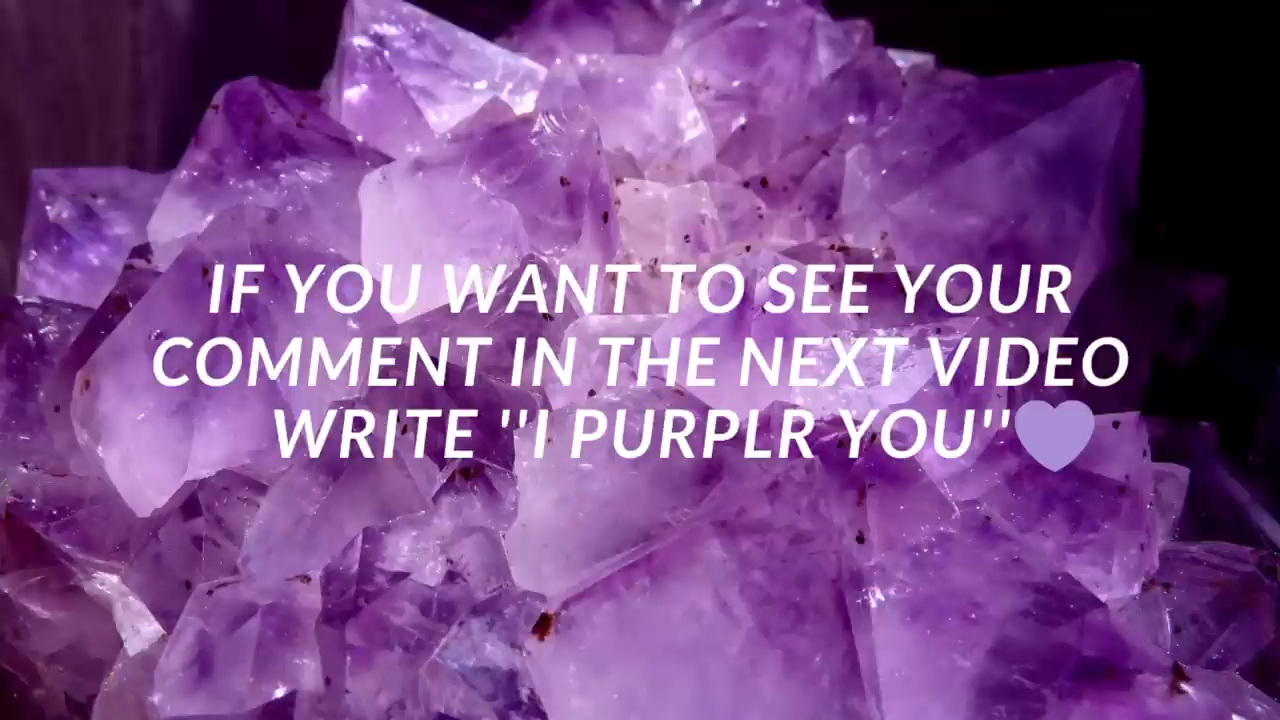 IF YOU WANT TO SEE YOUR
COMMENT IN THE NEXT VIDEO
WRITE ''I PURPLR YOU''💜